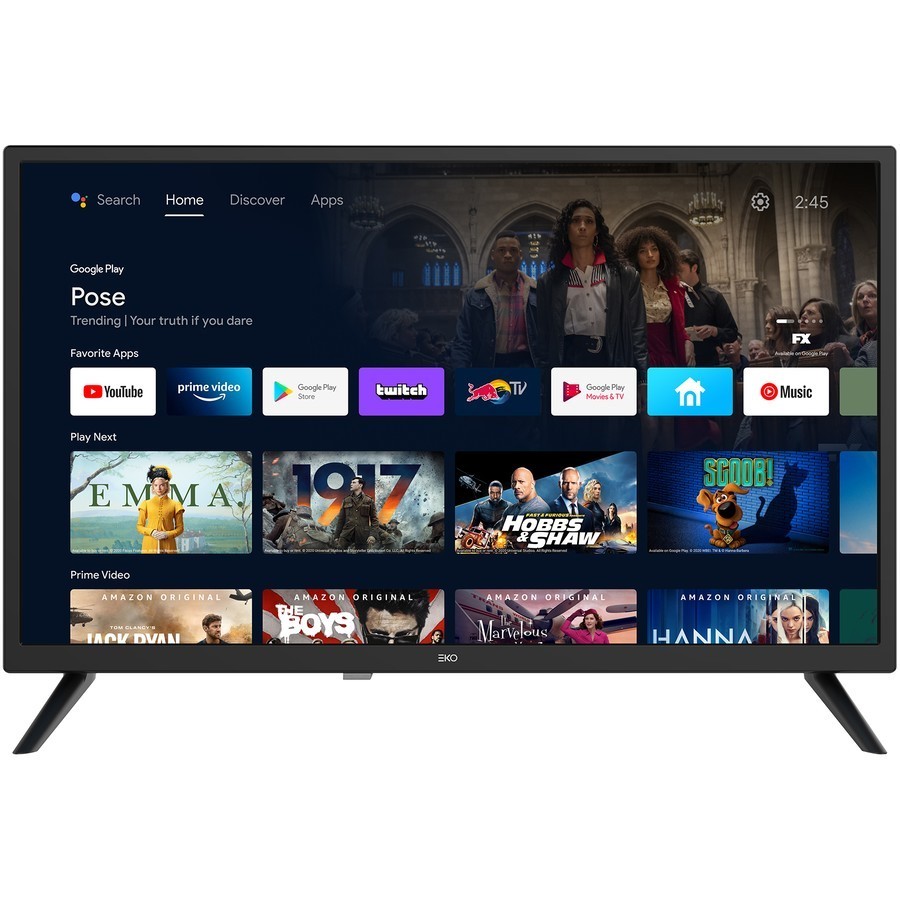 Search Home Discover Apps 2:45
Google Play
Pose
Trending | Your truth if you dare
FX
Available on Google Play
Favorite Apps
YouTube prime video Google Play Store twitch TV Google Play Movies & TV Music
Play Next
EMMA. 1917 FAST & FURIOUS HOBBS & SHAW SCOOB!
Prime Video
AMAZON ORIGINAL AMAZON ORIGINAL AMAZON ORIGINAL AMAZON ORIGINAL
TOM CLANCY'S JACK RYAN THE BOYS The Marvelous HANNA
EKO